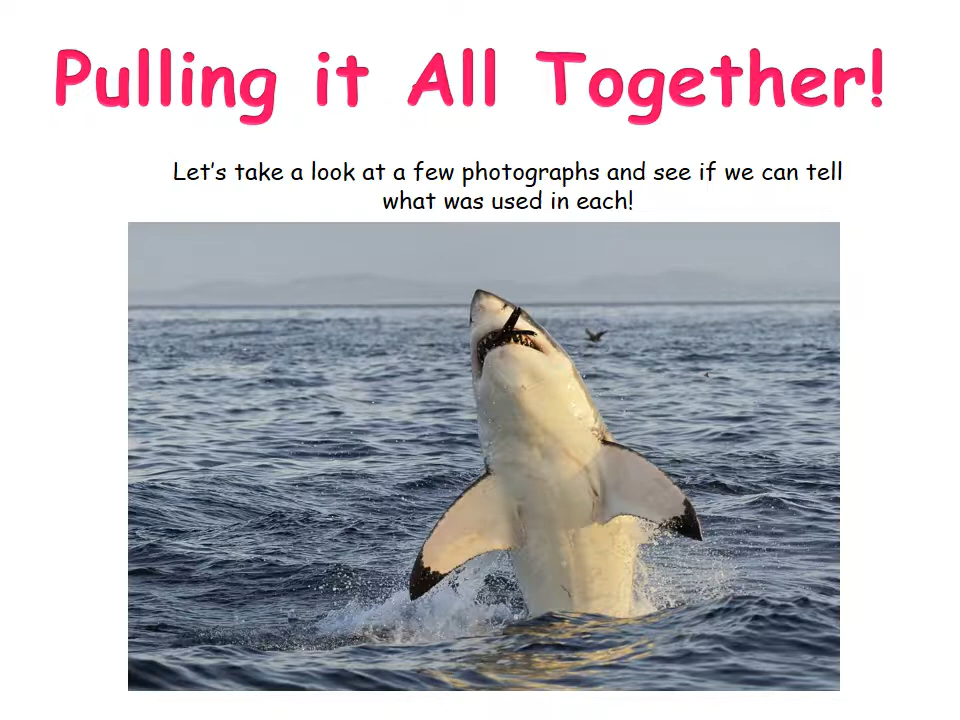 Pulling it All Together!
Let’s take a look at a few photographs and see if we can tell
what was used in each!